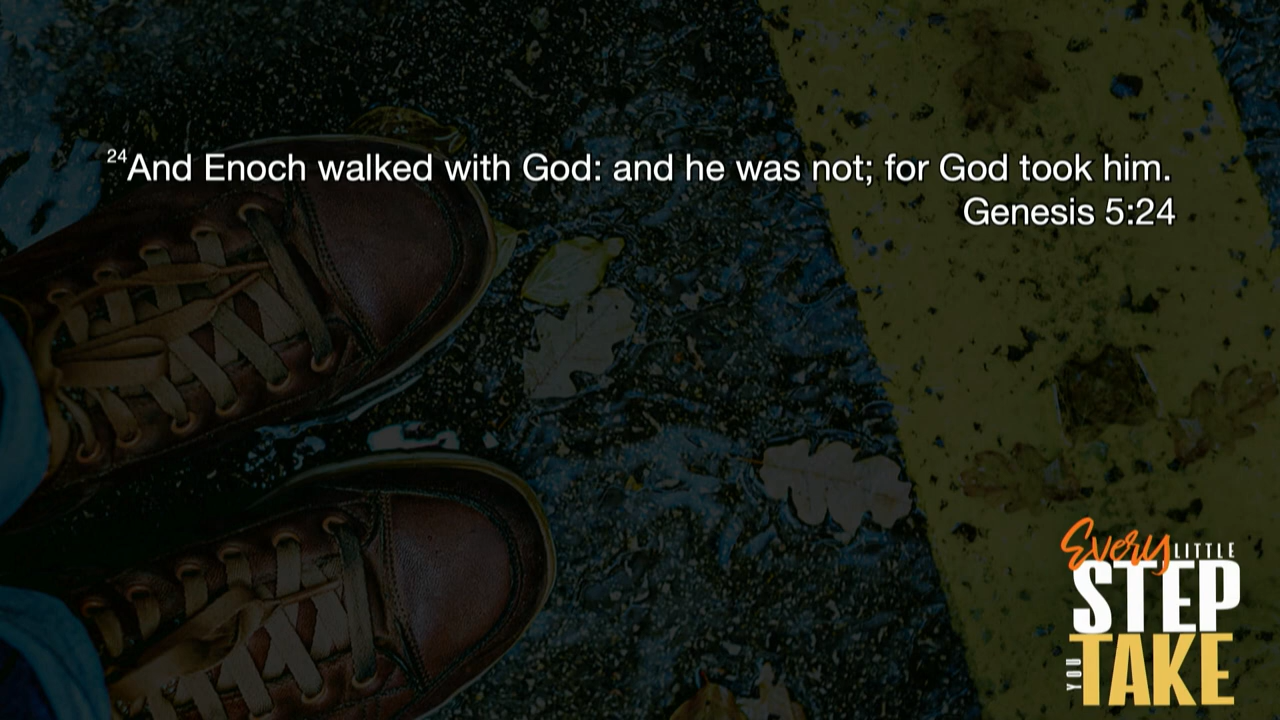 24And Enoch walked with God: and he was not; for God took him.
Genesis 5:24
Every LITTLE
STEP
YOU TAKE